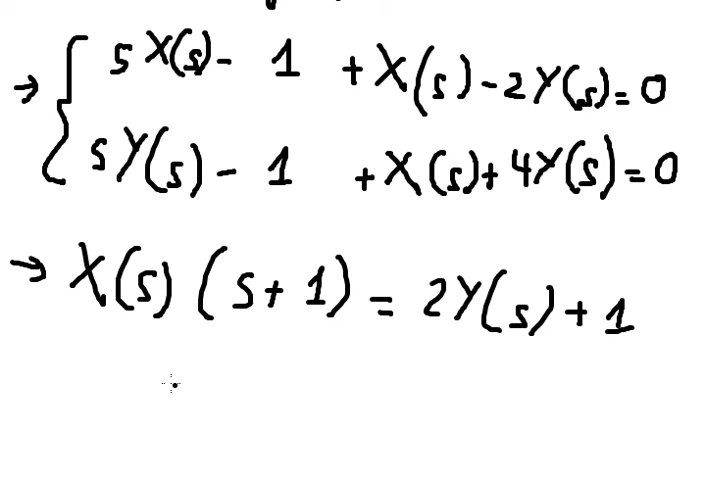 → { sX(s) - 1 + X(s) - 2Y(s) = 0
sY(s) - 1 + X(s) + 4Y(s) = 0
→ X(s) (s + 1) = 2Y(s) + 1